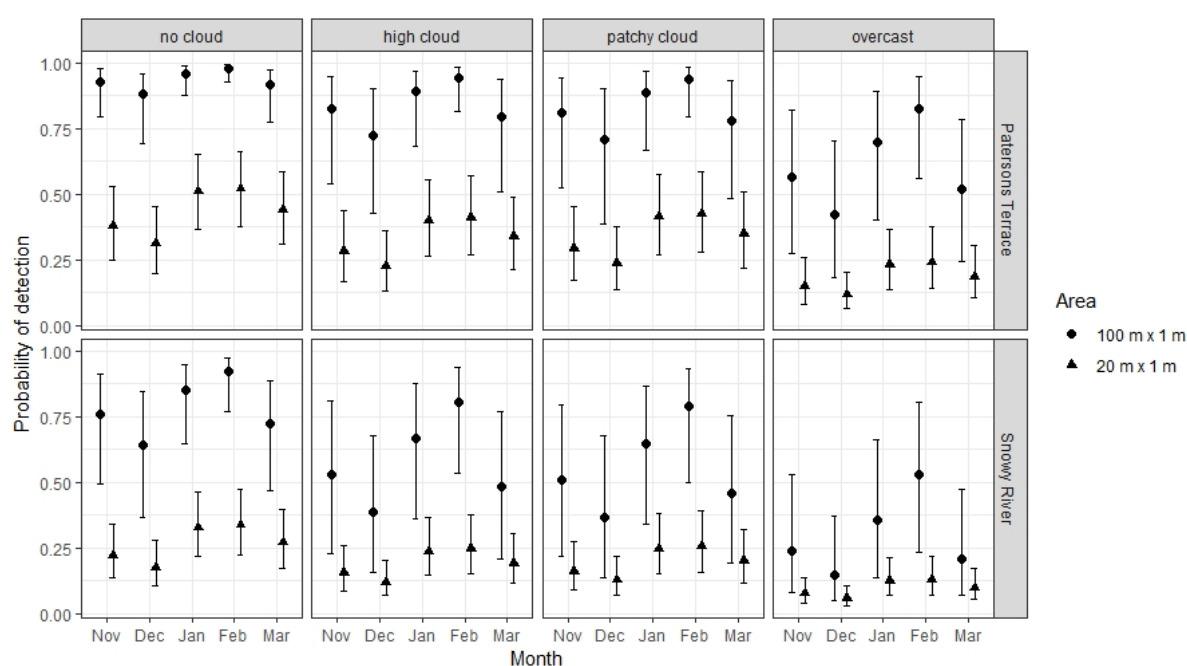 no cloud high cloud patchy cloud overcast
Probability of detection
1.00
0.75
0.50
0.25
0.00
Patersons Terrace
1.00
0.75
0.50
0.25
0.00
Snowy River
Area
100 m x 1 m
20 m x 1 m
Nov Dec Jan Feb Mar Nov Dec Jan Feb Mar Nov Dec Jan Feb Mar Nov Dec Jan Feb Mar
Month